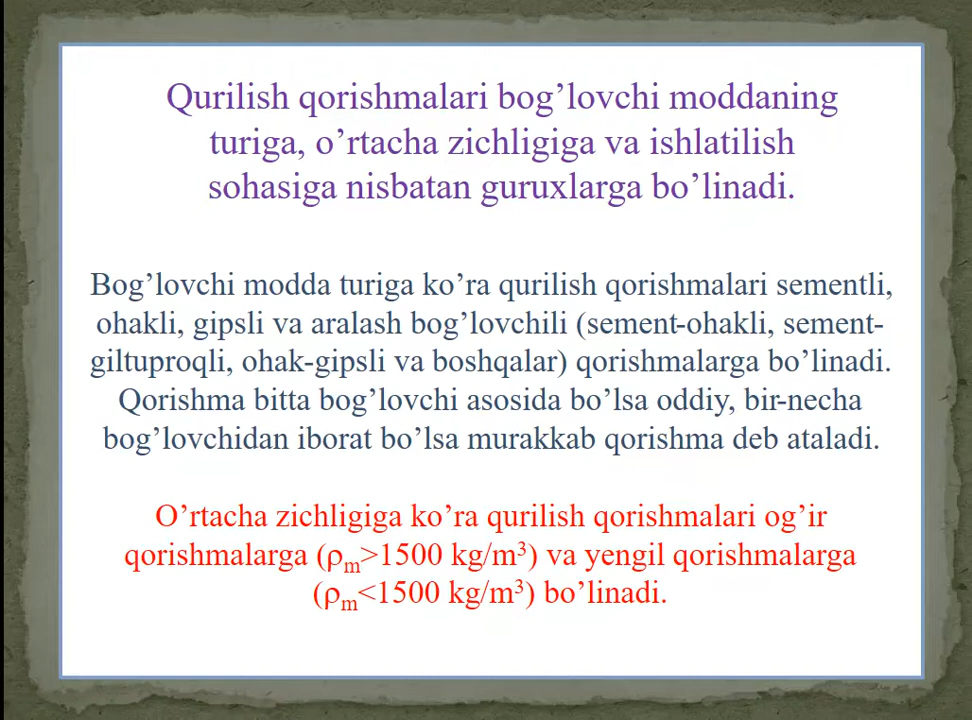 Qurilish qorishmalari bog’lovchi moddaning
turiga, o’rtacha zichligiga va ishlatilish
sohasiga nisbatan guruxlarga bo’linadi.
Bog’lovchi modda turiga ko’ra qurilish qorishmalari sementli,
ohakli, gipsli va aralash bog’lovchili (sement-ohakli, sement-
giltuproqli, ohak-gipsli va boshqalar) qorishmalarga bo’linadi.
Qorishma bitta bog’lovchi asosida bo’lsa oddiy, bir-necha
bog’lovchidan iborat bo’lsa murakkab qorishma deb ataladi.
O’rtacha zichligiga ko’ra qurilish qorishmalari og’ir
qorishmalarga (ρₘ>1500 kg/m³) va yengil qorishmalarga
(ρₘ<1500 kg/m³) bo’linadi.